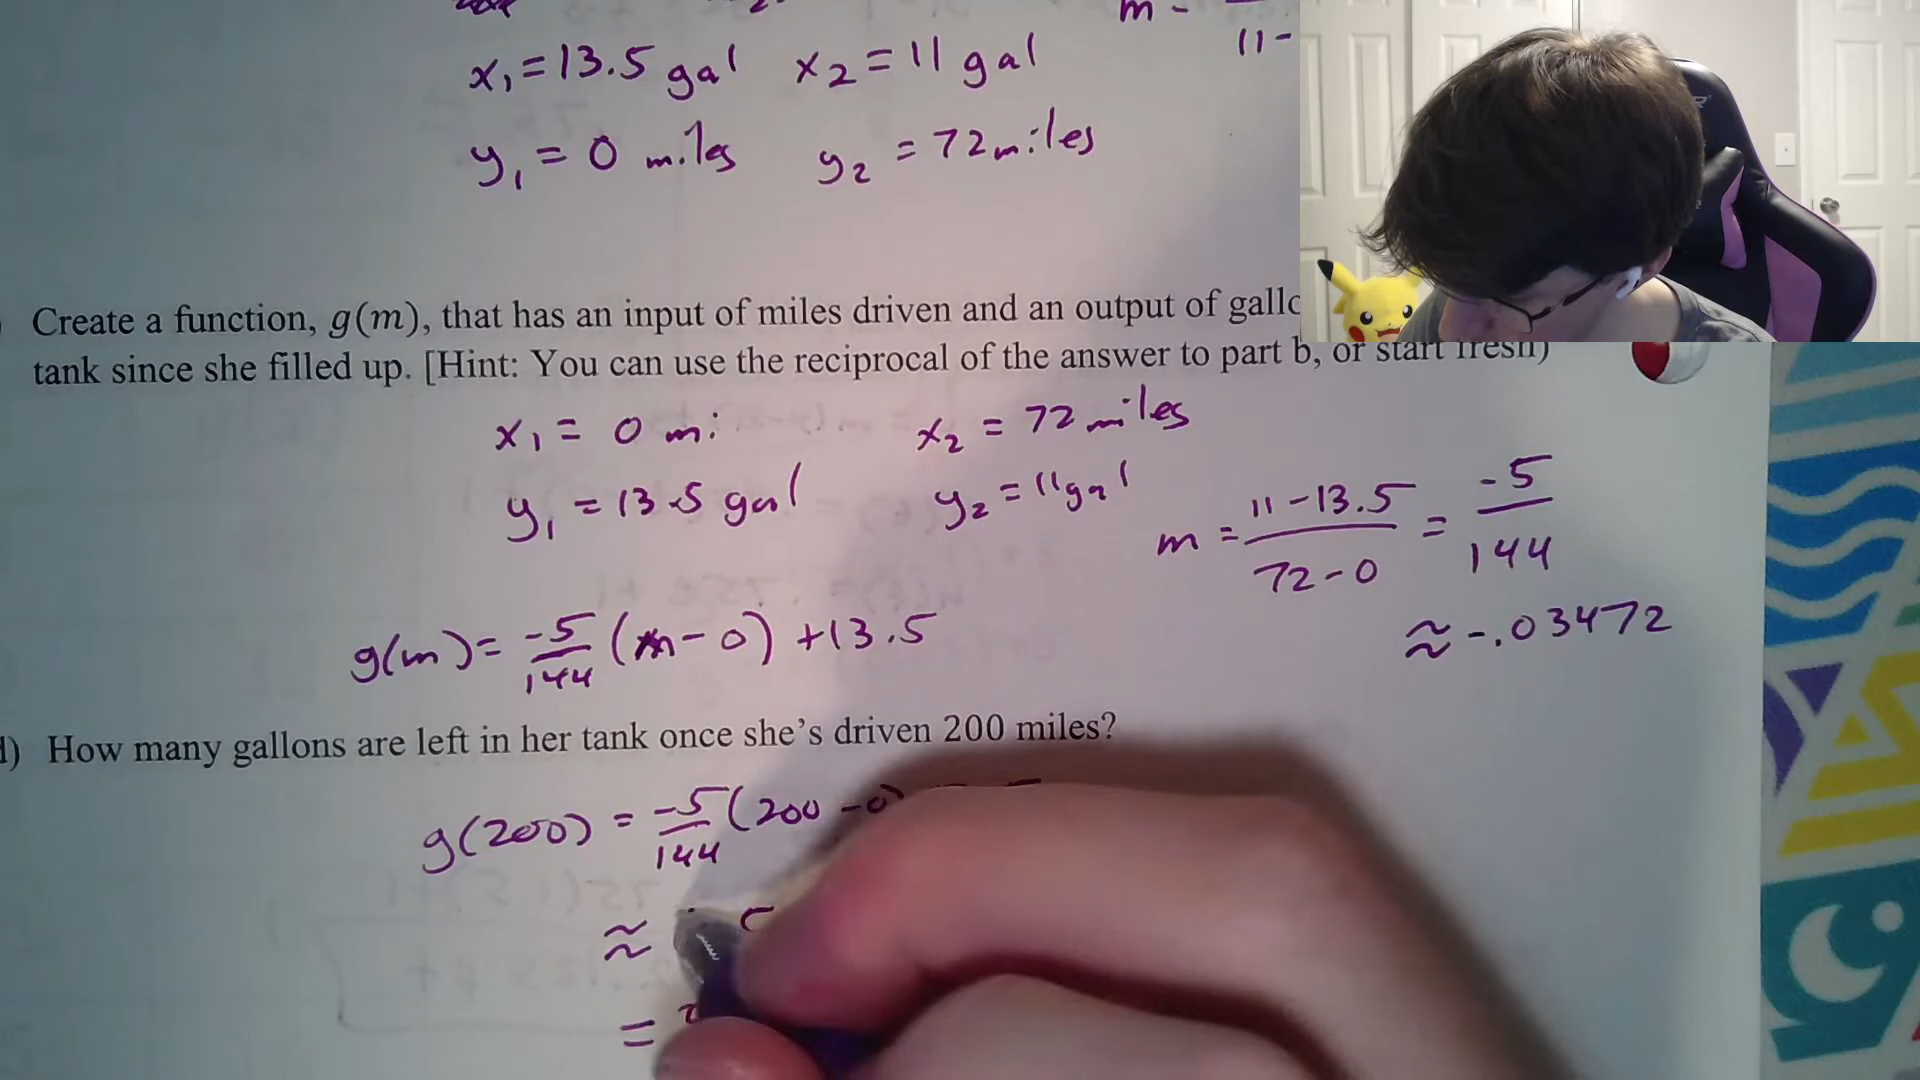 m -
11-
x₁ = 13.5 gal x₂ = 11 gal
y₁ = 0 miles y₂ = 72 miles
Create a function, g(m), that has an input of miles driven and an output of
tank since she filled up. [Hint: You can use the reciprocal of the answer to part b, or start fresh)
x₁ = 0 mi x₂ = 72 miles
y₁ = 13.5 gal y₂ = 11 gal
m = (11 - 13.5)/(72 - 0) = -5/144
≈ -.03472
g(m) = -5/144 (m - 0) + 13.5
d) How many gallons are left in her tank once she's driven 200 miles?
g(200) = -5/144 (200 - 0)
≈
=